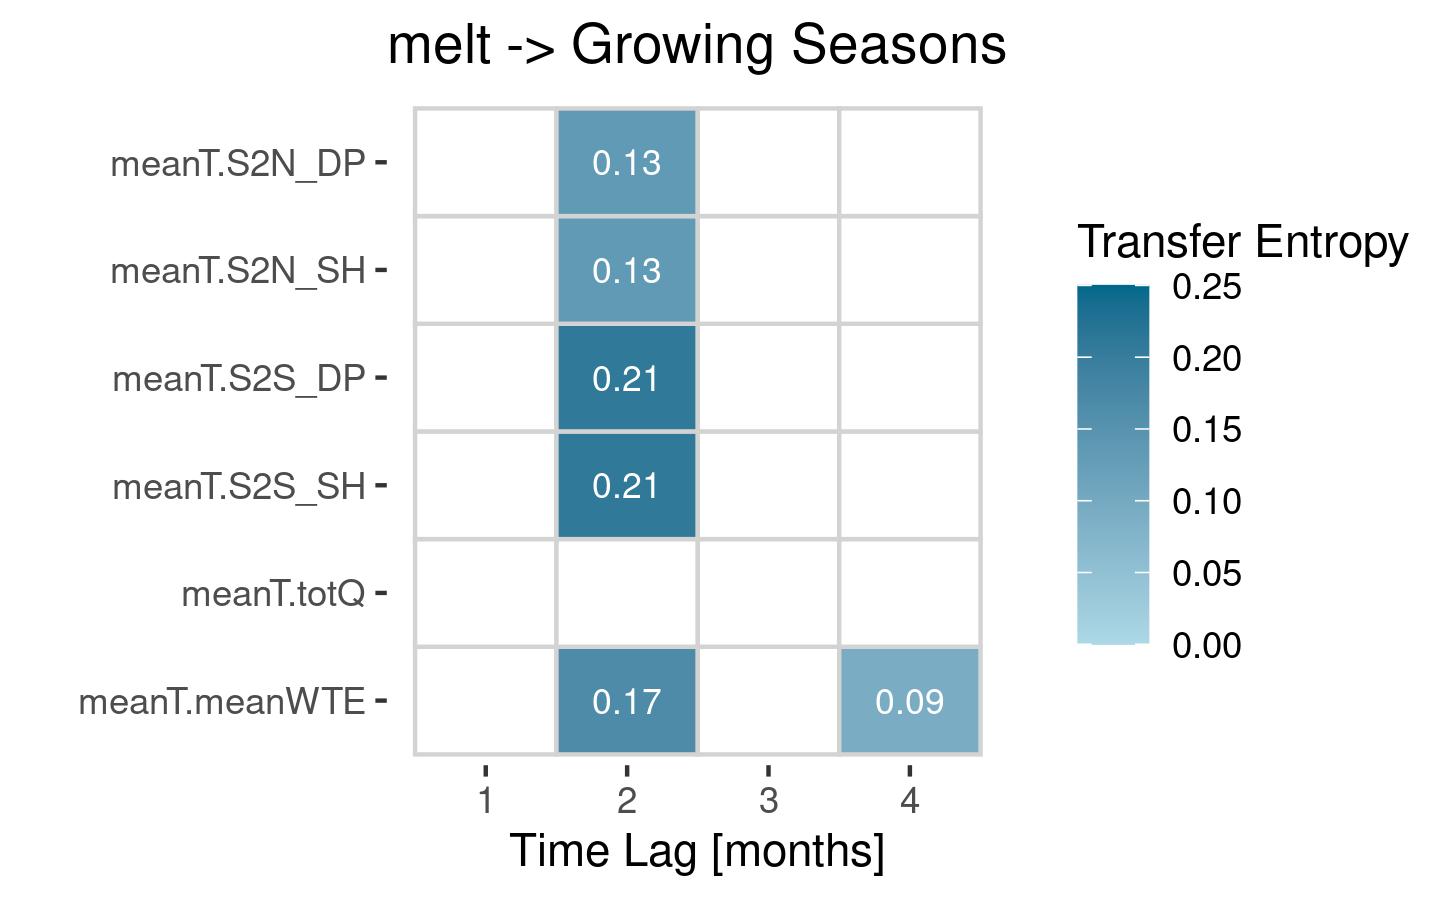 melt -> Growing Seasons
meanT.S2N_DP
0.13
meanT.S2N_SH
0.13
meanT.S2S_DP
0.21
meanT.S2S_SH
0.21
meanT.totQ
meanT.meanWTE
0.17
0.09
1
2
3
4
Time Lag [months]
Transfer Entropy
0.25
0.20
0.15
0.10
0.05
0.00